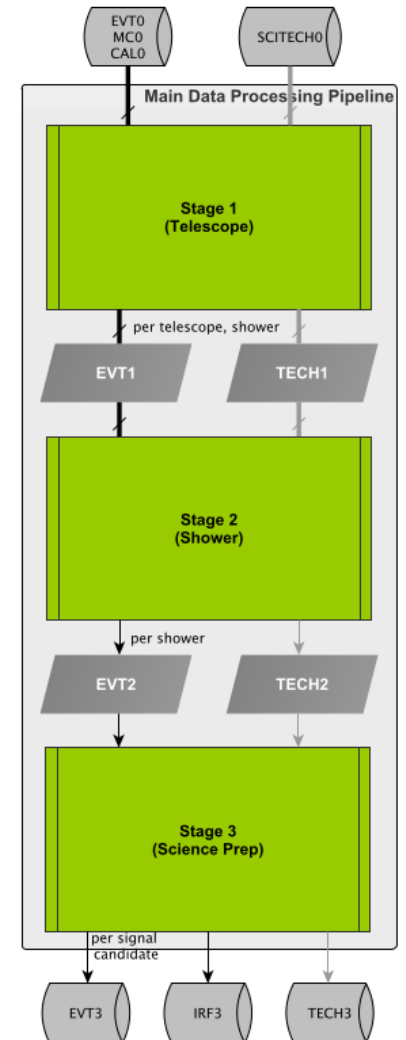 EVT0
MC0
CAL0
SCITECH0
Main Data Processing Pipeline
Stage 1
(Telescope)
per telescope, shower
EVT1
TECH1
Stage 2
(Shower)
per shower
EVT2
TECH2
Stage 3
(Science Prep)
per signal
candidate
EVT3
IRF3
TECH3